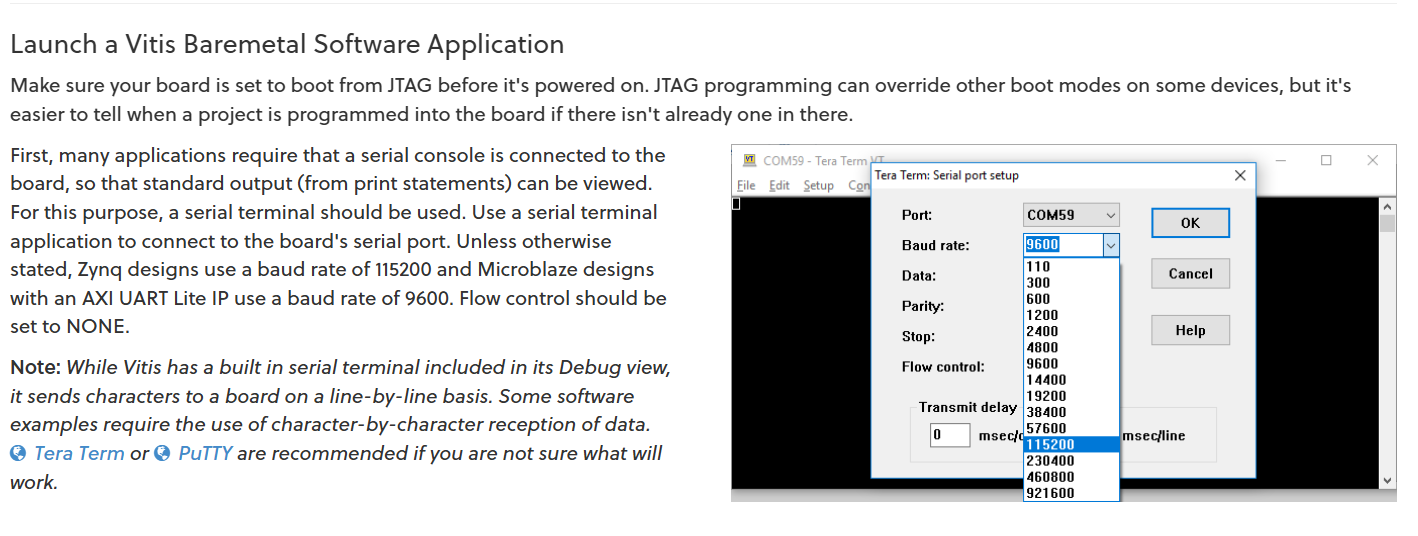 Launch a Vitis Baremetal Software Application
Make sure your board is set to boot from JTAG before it's powered on. JTAG programming can override other boot modes on some devices, but it's
easier to tell when a project is programmed into the board if there isn't already one in there.
First, many applications require that a serial console is connected to the
board, so that standard output (from print statements) can be viewed.
For this purpose, a serial terminal should be used. Use a serial terminal
application to connect to the board's serial port. Unless otherwise
stated, Zynq designs use a baud rate of 115200 and Microblaze designs
with an AXI UART Lite IP use a baud rate of 9600. Flow control should be
set to NONE.
Note: While Vitis has a built in serial terminal included in its Debug view,
it sends characters to a board on a line-by-line basis. Some software
examples require the use of character-by-character reception of data.
Tera Term or PuTTY are recommended if you are not sure what will
work.
COM59 - Tera Term VT
File Edit Setup Con
Tera Term: Serial port setup
Port: COM59 OK
Baud rate: 9600
Data: Cancel
Parity:
Stop: Help
Flow control:
110
300
600
1200
2400
4800
9600
14400
19200
38400
57600
115200
230400
460800
921600
Transmit delay
0 msec/c msec/line